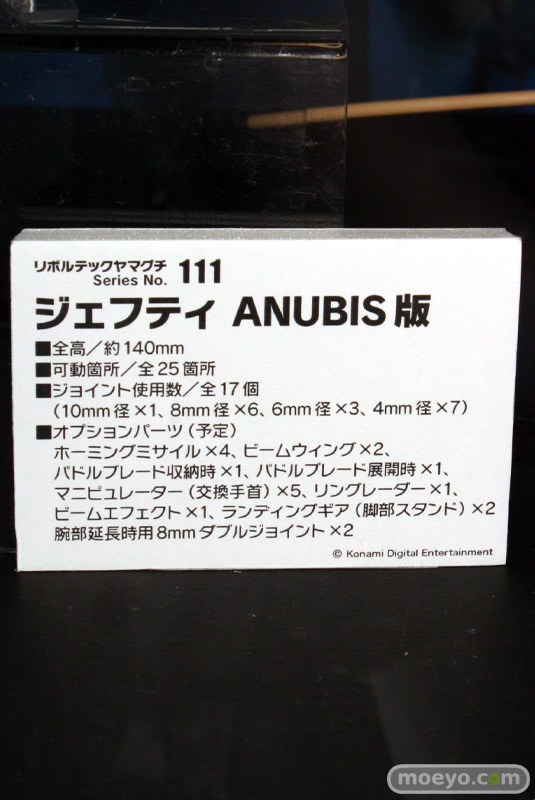 リボルテックヤマグチ
Series No. 111
ジェフティ ANUBIS版
■全高／約140mm
■可動箇所／全25箇所
■ジョイント使用数／全17個
（10mm径×1、8mm径×6、6mm径×3、4mm径×7）
■オプションパーツ（予定）
ホーミングミサイル×4、ビームウィング×2、
パドルブレード収納時×1、パドルブレード展開時×1、
マニピュレーター（交換手首）×5、リングレーダー×1、
ビームエフェクト×1、ランディングギア（脚部スタンド）×2
腕部延長時用8mmダブルジョイント×2
© Konami Digital Entertainment
moeyo.com